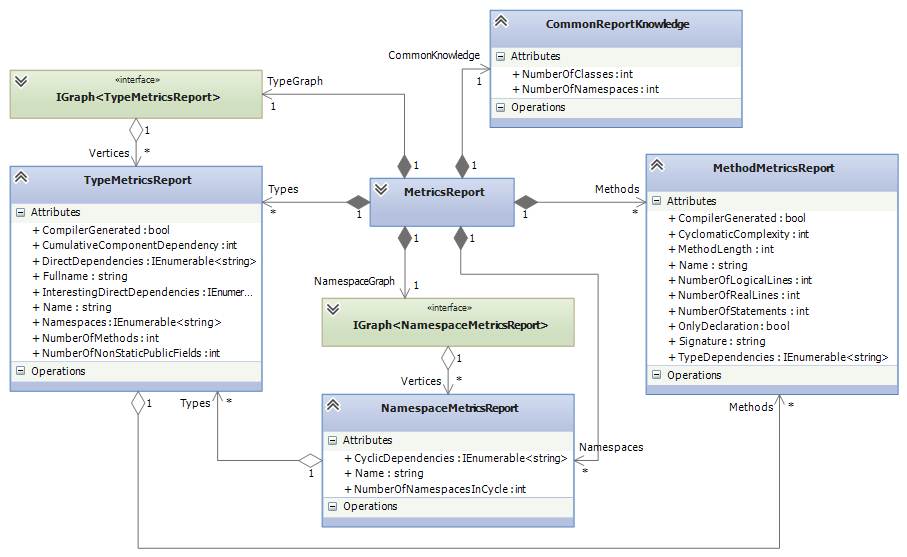 CommonReportKnowledge
Attributes
+ NumberOfClasses : int
+ NumberOfNamespaces : int
Operations
CommonKnowledge
1
1
«interface»
IGraph<TypeMetricsReport>
TypeGraph
1
1
1
Vertices
*
TypeMetricsReport
Attributes
+ CompilerGenerated : bool
+ CumulativeComponentDependency : int
+ DirectDependencies : IEnumerable<string>
+ Fullname : string
+ InterestingDirectDependencies : IEnumer...
+ Name : string
+ Namespaces : IEnumerable<string>
+ NumberOfMethods : int
+ NumberOfNonStaticPublicFields : int
Operations
Types
*
1
MetricsReport
1
Methods
*
MethodMetricsReport
Attributes
+ CompilerGenerated : bool
+ CyclomaticComplexity : int
+ MethodLength : int
+ Name : string
+ NumberOfLogicalLines : int
+ NumberOfRealLines : int
+ NumberOfStatements : int
+ OnlyDeclaration : bool
+ Signature : string
+ TypeDependencies : IEnumerable<string>
Operations
1
1
NamespaceGraph
1
«interface»
IGraph<NamespaceMetricsReport>
1
Vertices
*
NamespaceMetricsReport
Attributes
+ CyclicDependencies : IEnumerable<string>
+ Name : string
+ NumberOfNamespacesInCycle : int
Operations
Namespaces
*
Types
*
1
1
Methods
*